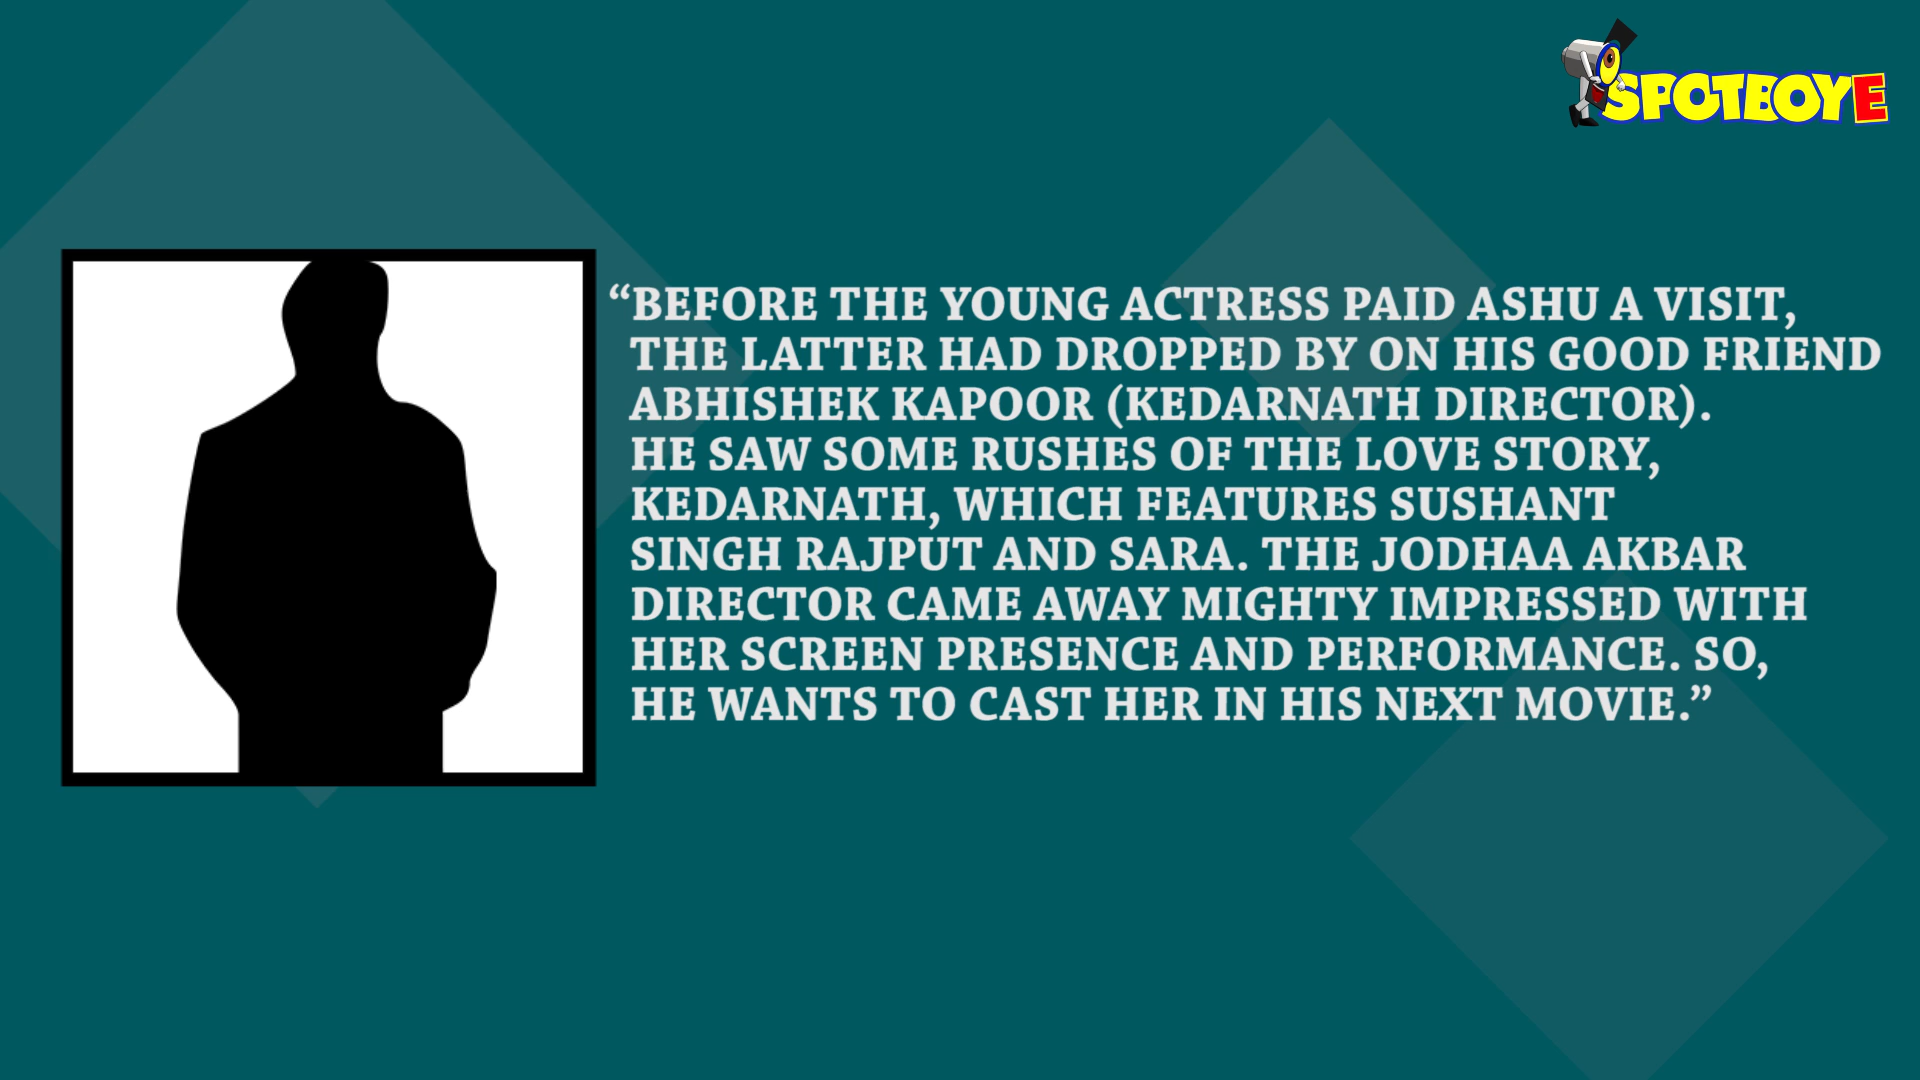 SPOTBOYE
“BEFORE THE YOUNG ACTRESS PAID ASHU A VISIT,
THE LATTER HAD DROPPED BY ON HIS GOOD FRIEND
ABHISHEK KAPOOR (KEDARNATH DIRECTOR).
HE SAW SOME RUSHES OF THE LOVE STORY,
KEDARNATH, WHICH FEATURES SUSHANT
SINGH RAJPUT AND SARA. THE JODHAA AKBAR
DIRECTOR CAME AWAY MIGHTY IMPRESSED WITH
HER SCREEN PRESENCE AND PERFORMANCE. SO,
HE WANTS TO CAST HER IN HIS NEXT MOVIE.”